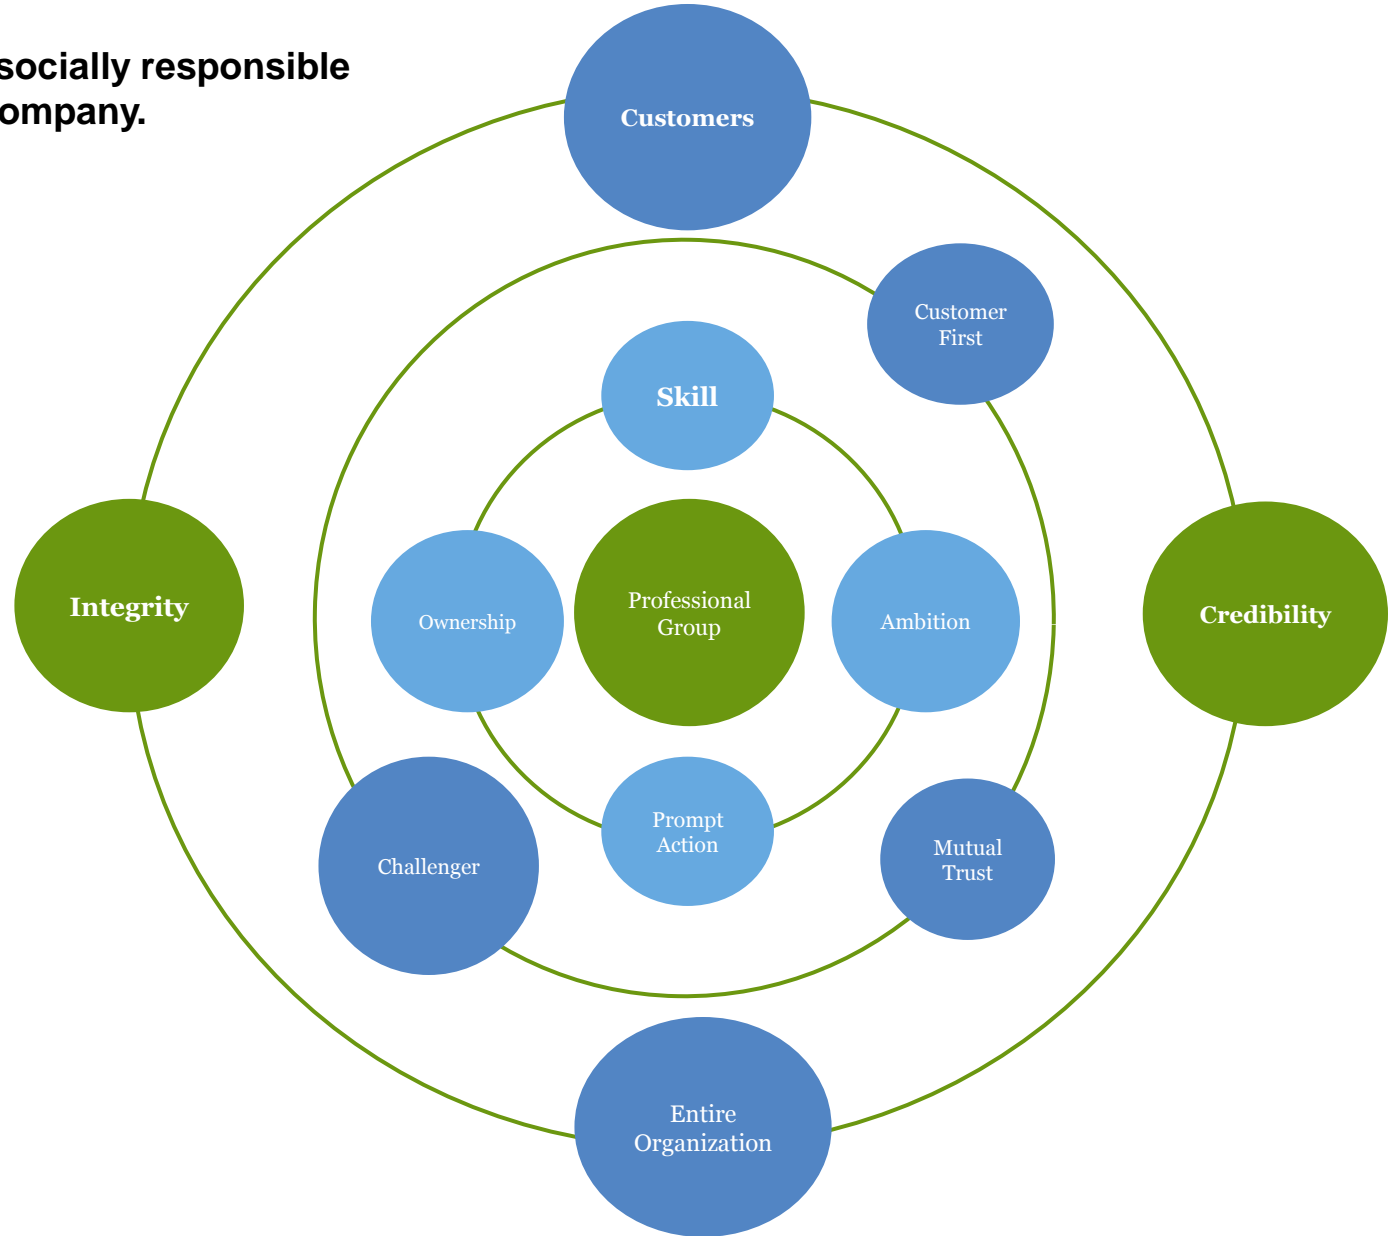 socially responsible
ompany.
Customers
Customer
First
Skill
Integrity
Ownership
Professional
Group
Ambition
Credibility
Prompt
Action
Challenger
Mutual
Trust
Entire
Organization